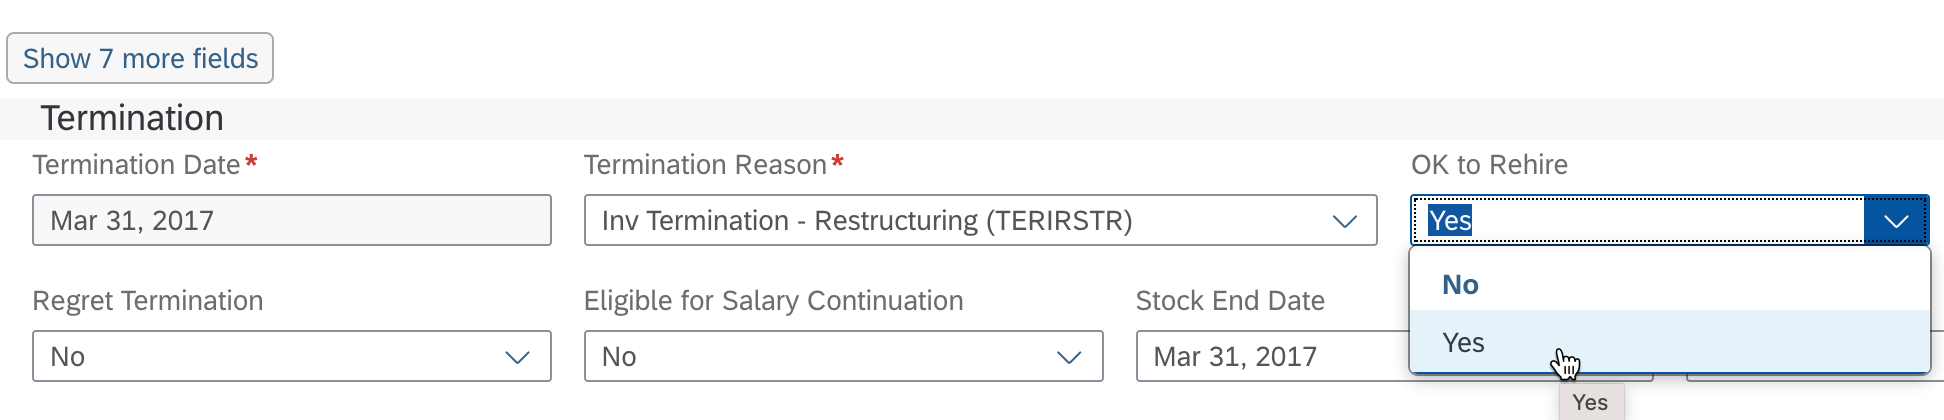 Show 7 more fields
Termination
Termination Date*
Termination Reason*
OK to Rehire
Mar 31, 2017
Inv Termination - Restructuring (TERIRSTR)
Yes
No
Yes
Regret Termination
Eligible for Salary Continuation
Stock End Date
No
No
Mar 31, 2017
Yes